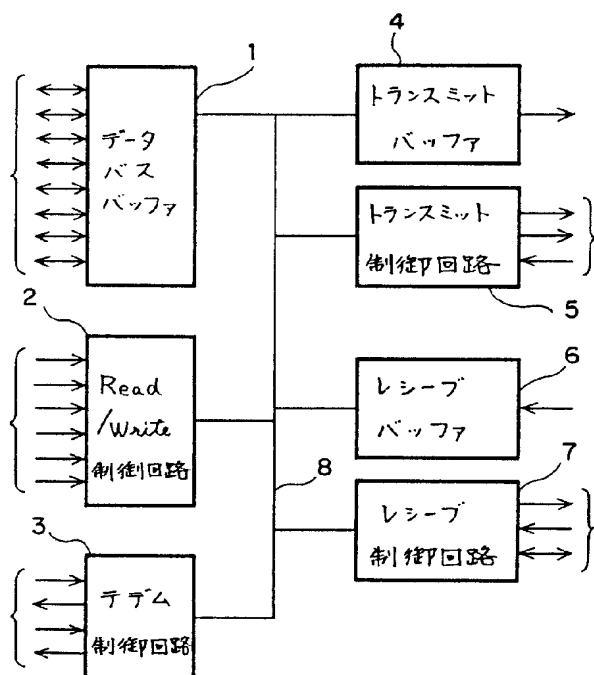 1
データ
バス
バッファ
2
Read
/Write
制御回路
3
テデム
制御回路
4
トランスミット
バッファ
トランスミット
制御回路
5
6
レシーブ
バッファ
7
レシーブ
制御回路
8